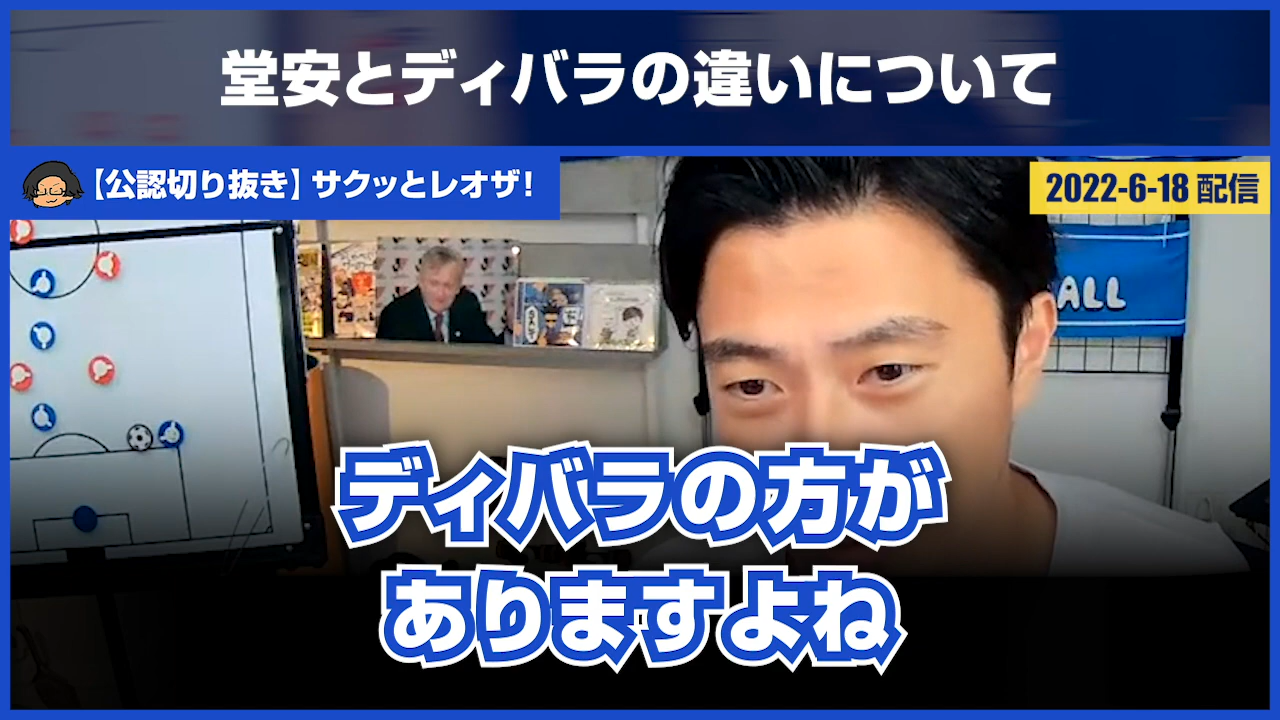 堂安とディバラの違いについて
【公認切り抜き】サクッとレオザ!
2022-6-18 配信
ALL
ディバラの方が
ありますよね